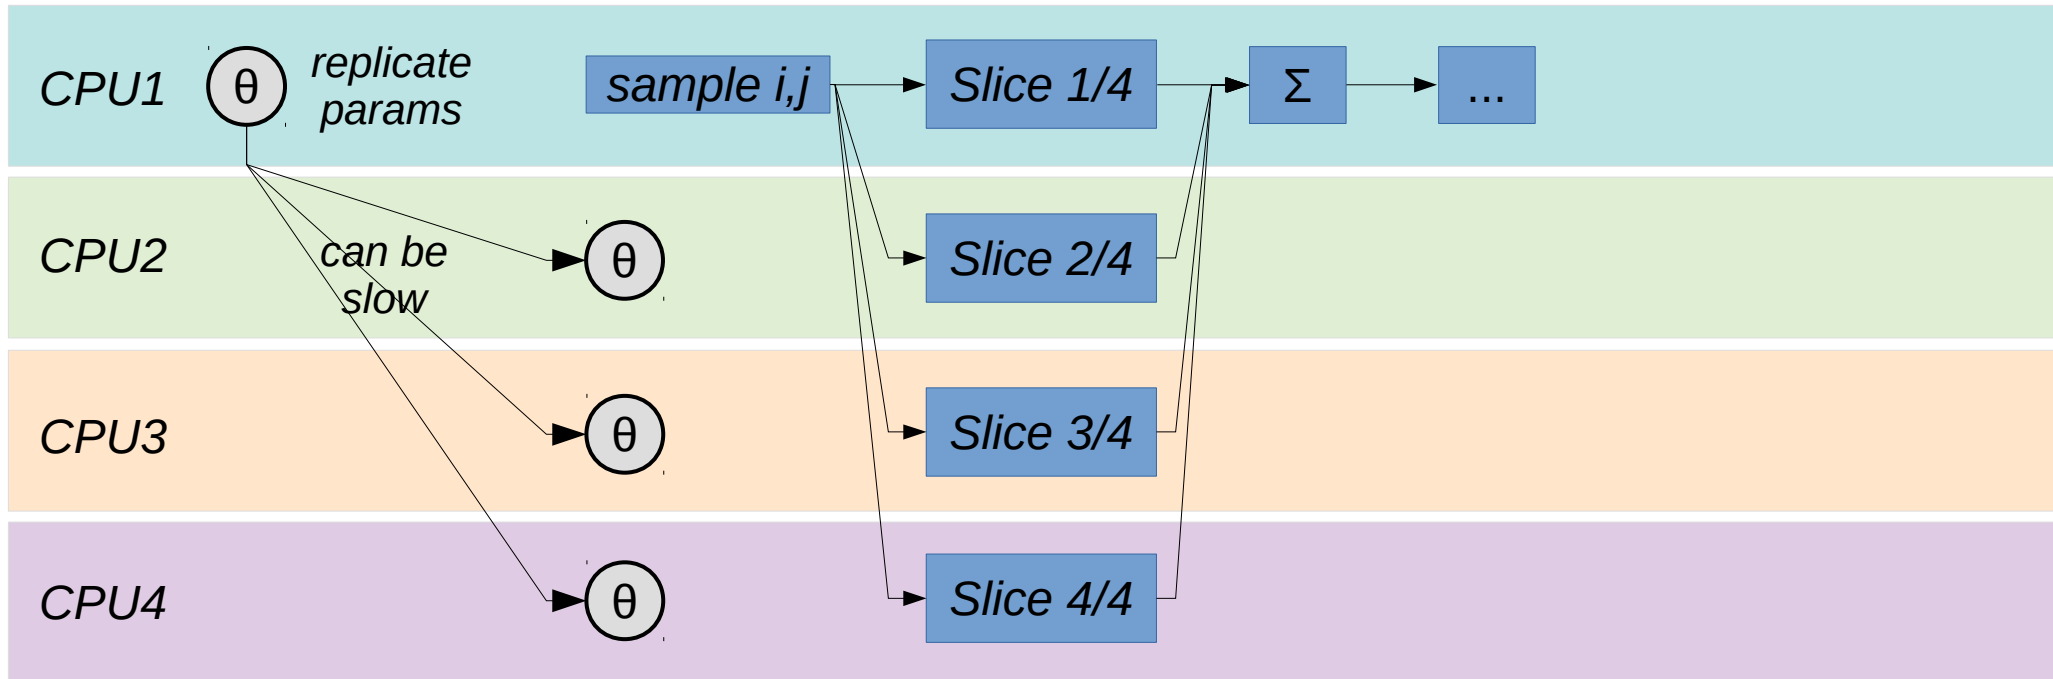 CPU1
θ
replicate
params
sample i,j
Slice 1/4
Σ
...
CPU2
can be
slow
θ
Slice 2/4
CPU3
θ
Slice 3/4
CPU4
θ
Slice 4/4